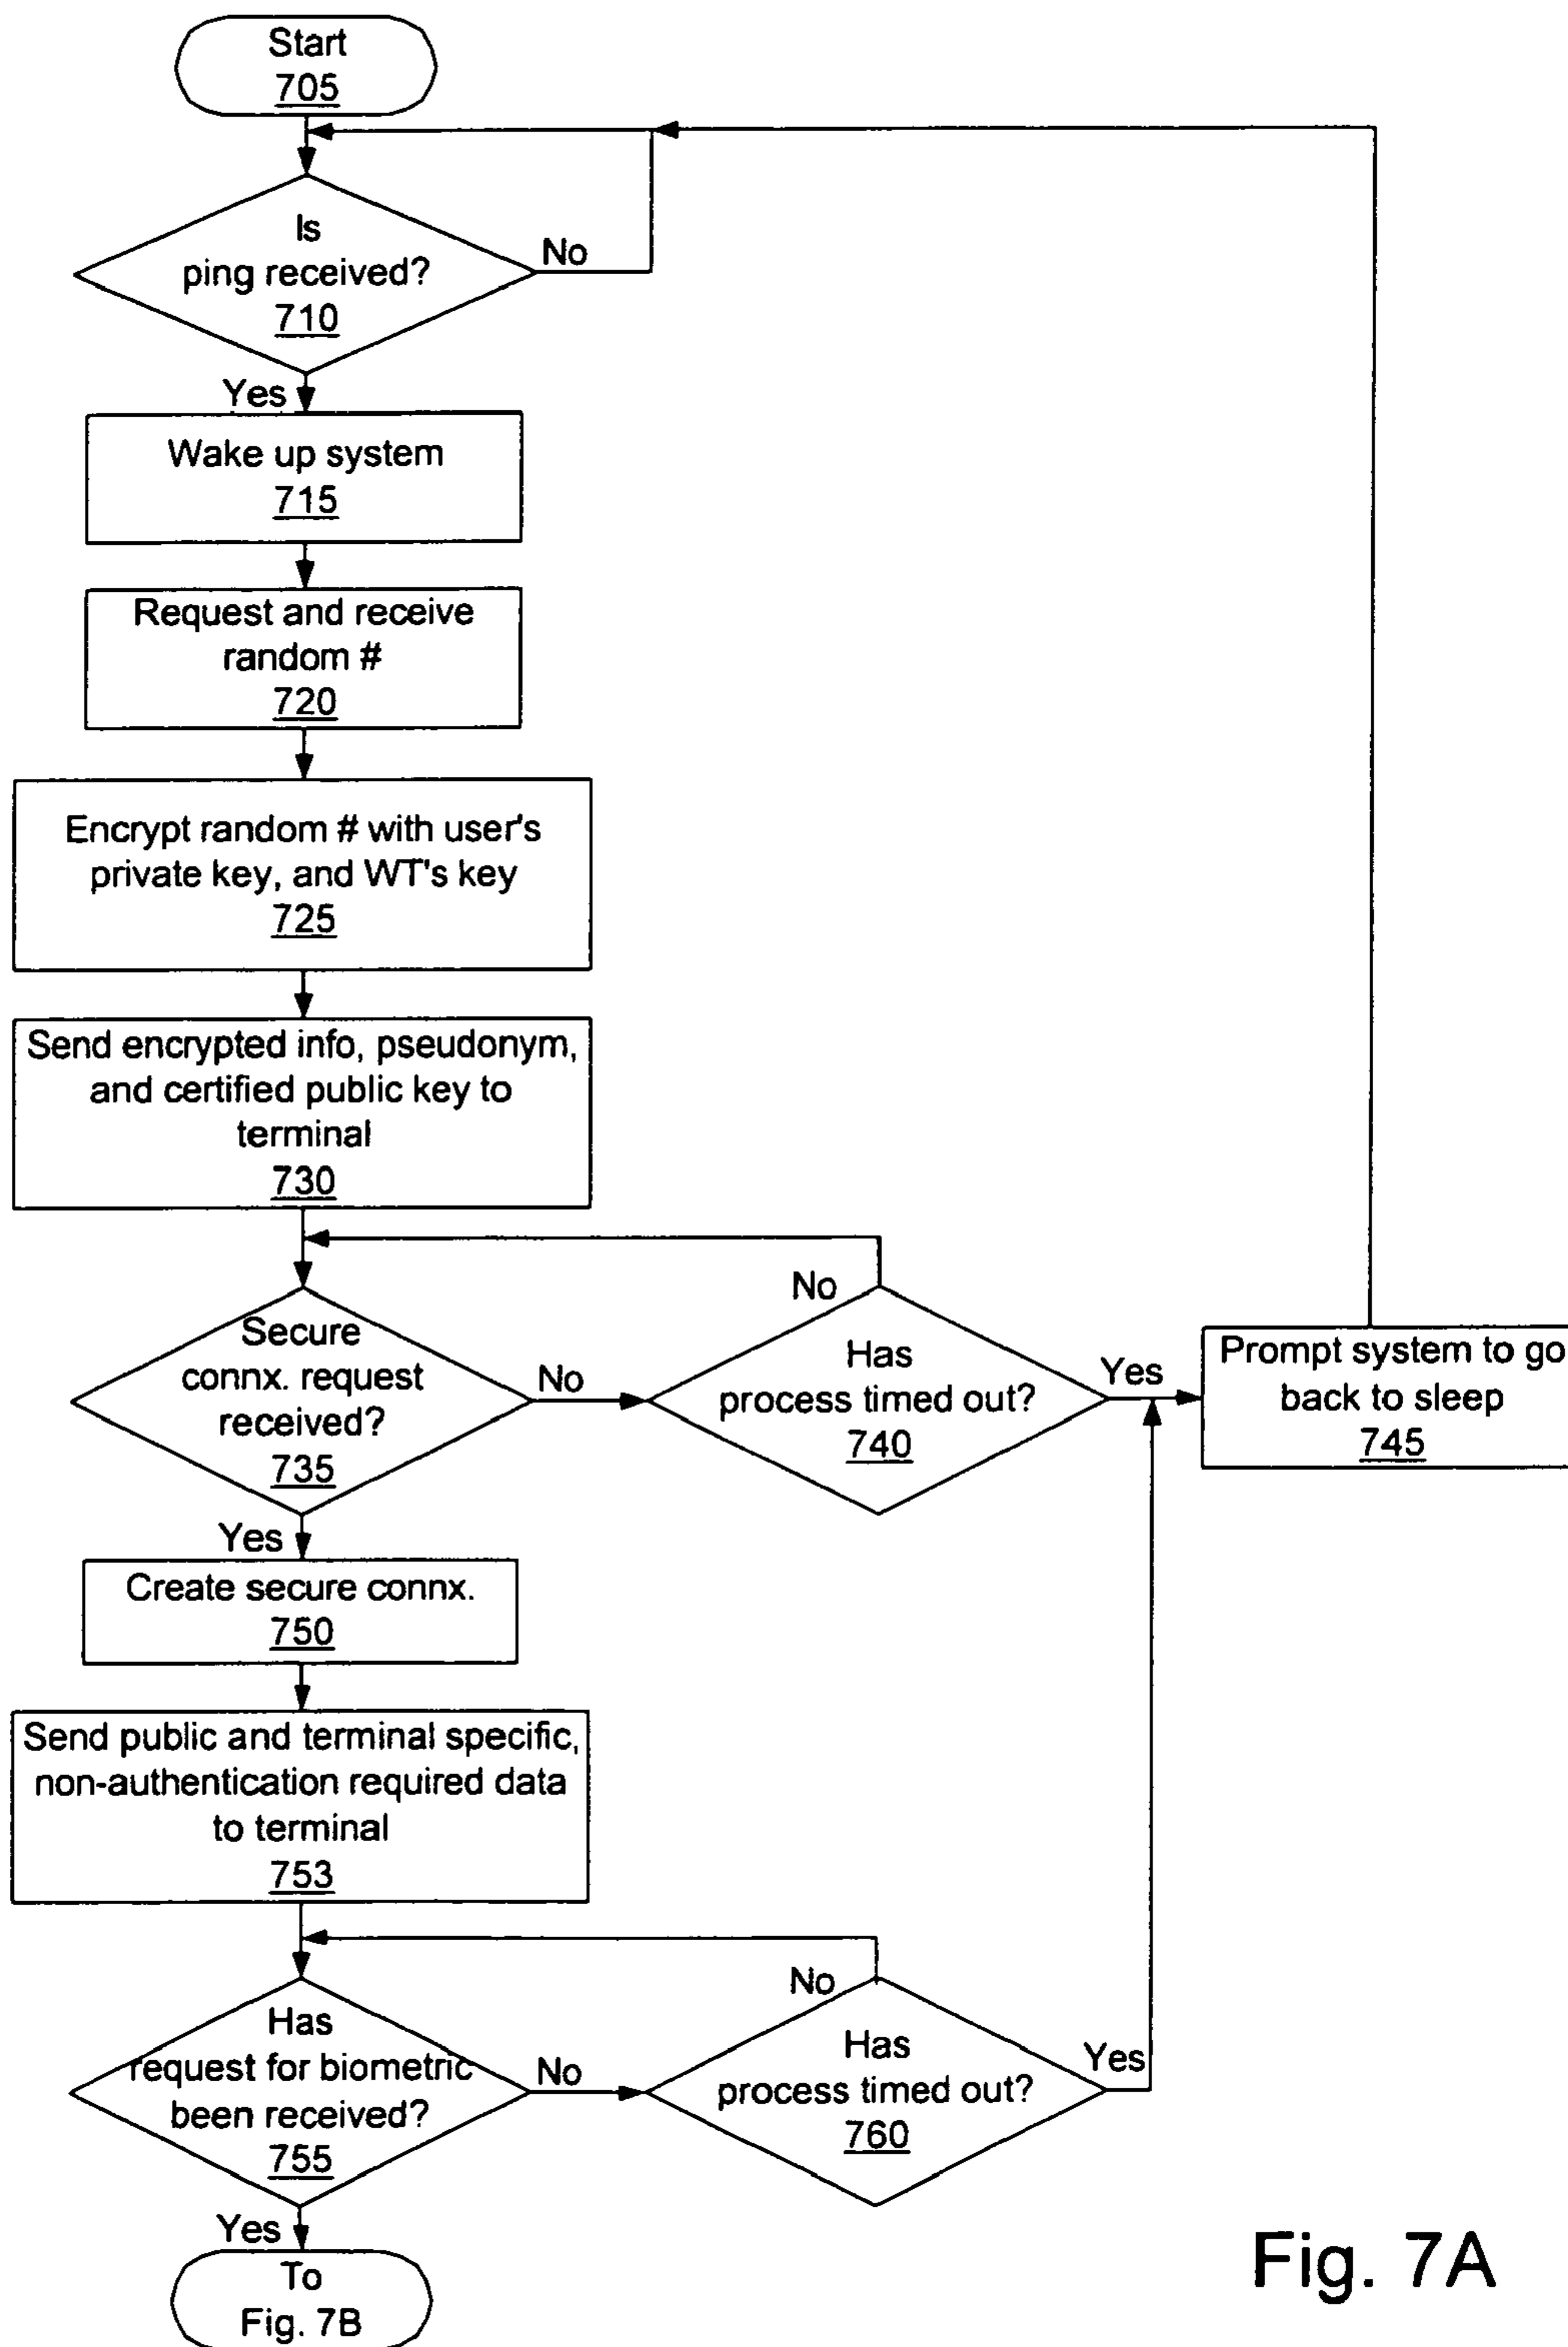 Start
705
Is
ping received?
710
No
Yes
Wake up system
715
Request and receive
random #
720
Encrypt random # with user's
private key, and WT's key
725
Send encrypted info, pseudonym,
and certified public key to
terminal
730
Secure
connx. request
received?
735
No
No
Has
process timed out?
740
Yes
Prompt system to go
back to sleep
745
Yes
Create secure connx.
750
Send public and terminal specific,
non-authentication required data
to terminal
753
Has
request for biometric
been received?
755
No
No
Has
process timed out?
760
Yes
Yes
To
Fig. 7B
Fig. 7A